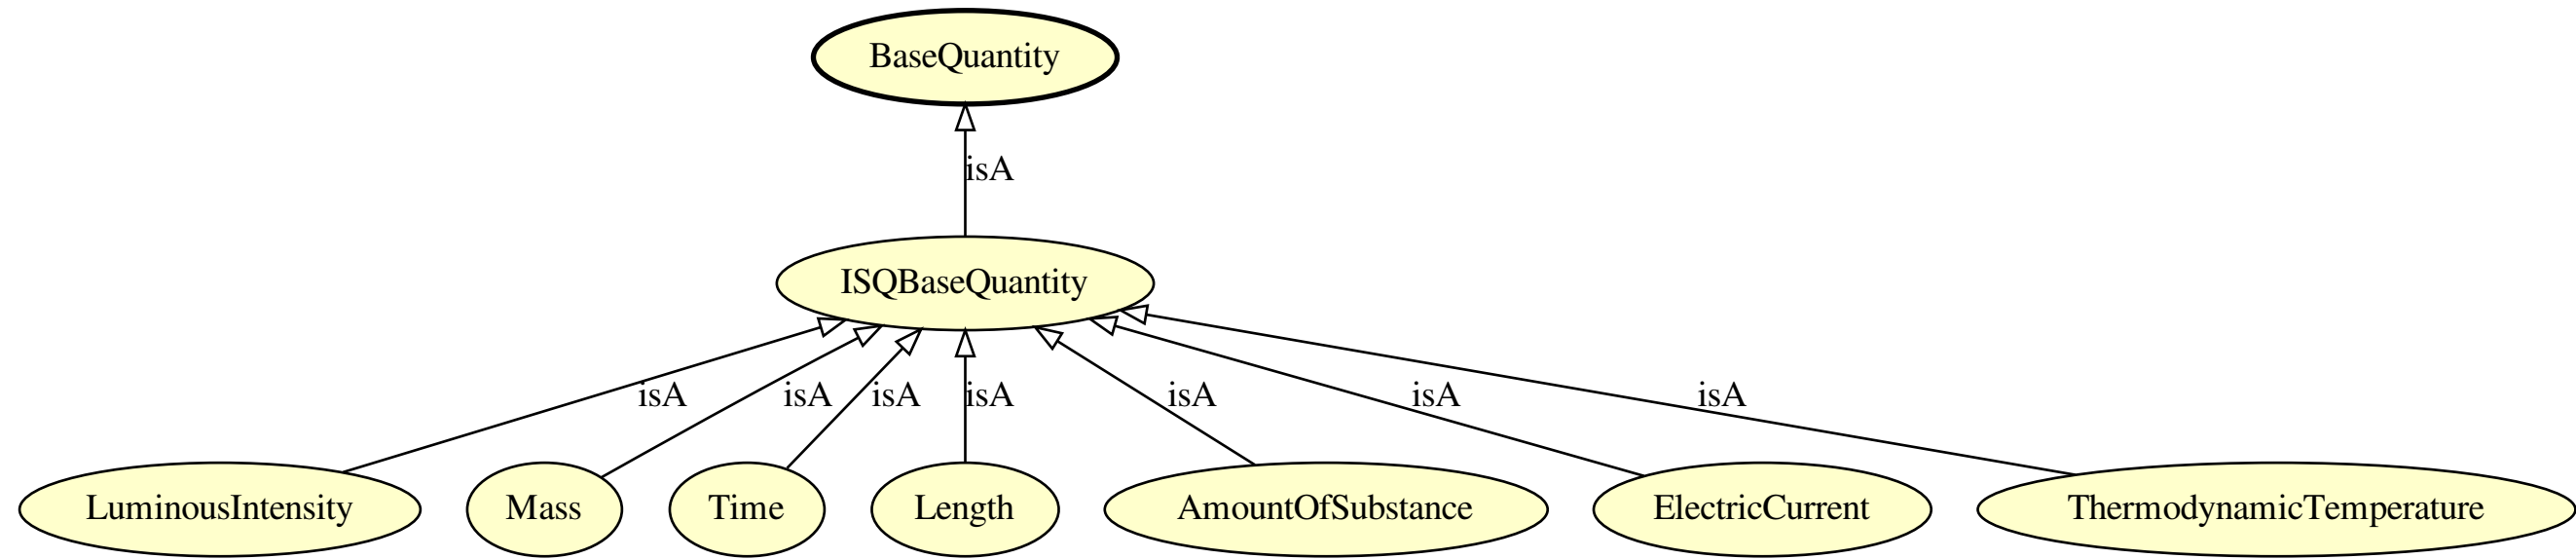 BaseQuantity
isA
ISQBaseQuantity
isA isA isA isA isA isA isA
LuminousIntensity Mass Time Length AmountOfSubstance ElectricCurrent ThermodynamicTemperature